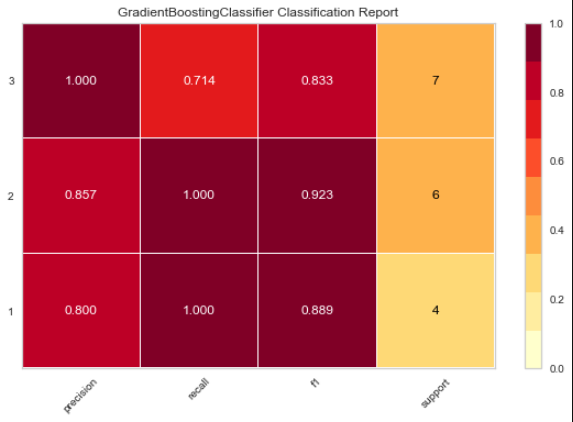 GradientBoostingClassifier Classification Report
3 1.000 0.714 0.833 7
2 0.857 1.000 0.923 6
1 0.800 1.000 0.889 4
precision recall f1 support
1.0
0.8
0.6
0.4
0.2
0.0